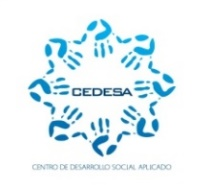 CEDESA
CENTRO DE DESARROLLO SOCIAL APLICADO